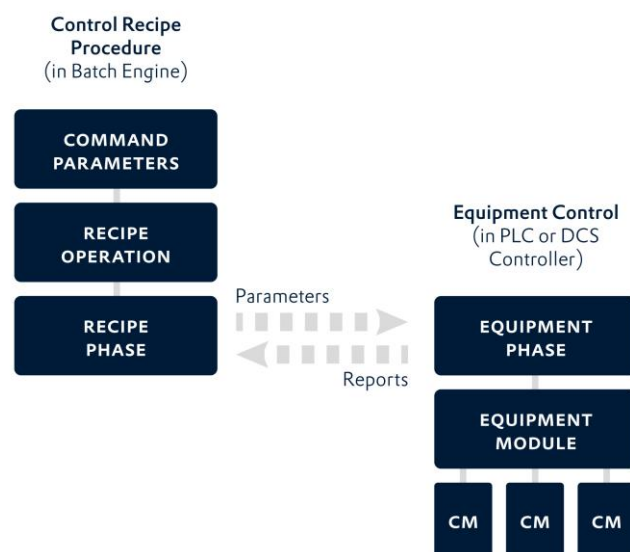 Control Recipe
Procedure
(in Batch Engine)
COMMAND
PARAMETERS
RECIPE
OPERATION
RECIPE
PHASE
Parameters
Reports
Equipment Control
(in PLC or DCS
Controller)
EQUIPMENT
PHASE
EQUIPMENT
MODULE
CM
CM
CM